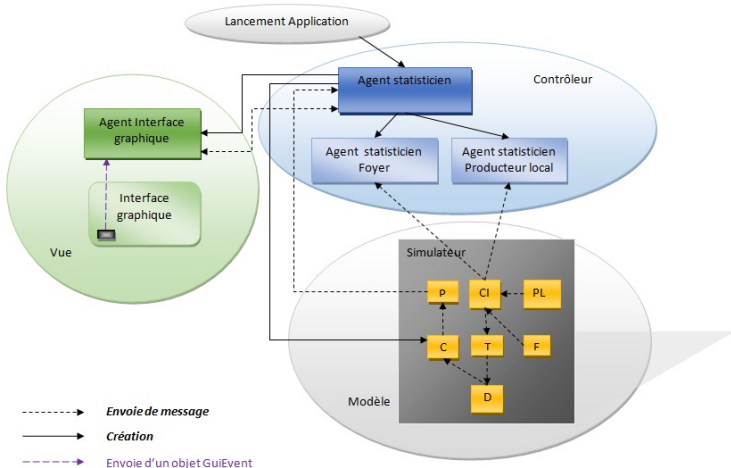 Lancement Application
Agent statisticien
Contrôleur
Agent Interface
graphique
Agent statisticien
Foyer
Agent statisticien
Producteur local
Interface
graphique
Vue
Simulateur
P
CI
PL
C
T
F
D
Modèle
Envoie de message
Création
Envoie d'un objet GuiEvent